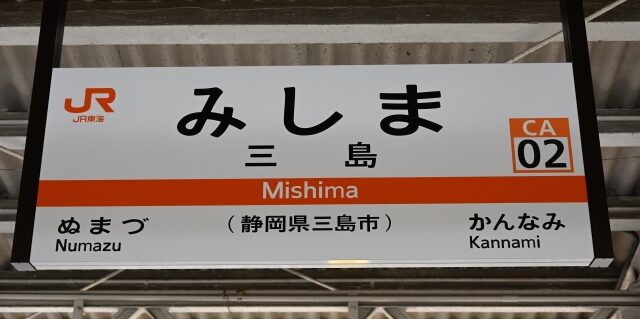 JR
JR東海
みしま
三島
CA
02
Mishima
ぬまづ
Numazu
（静岡県三島市）
かんなみ
Kannami